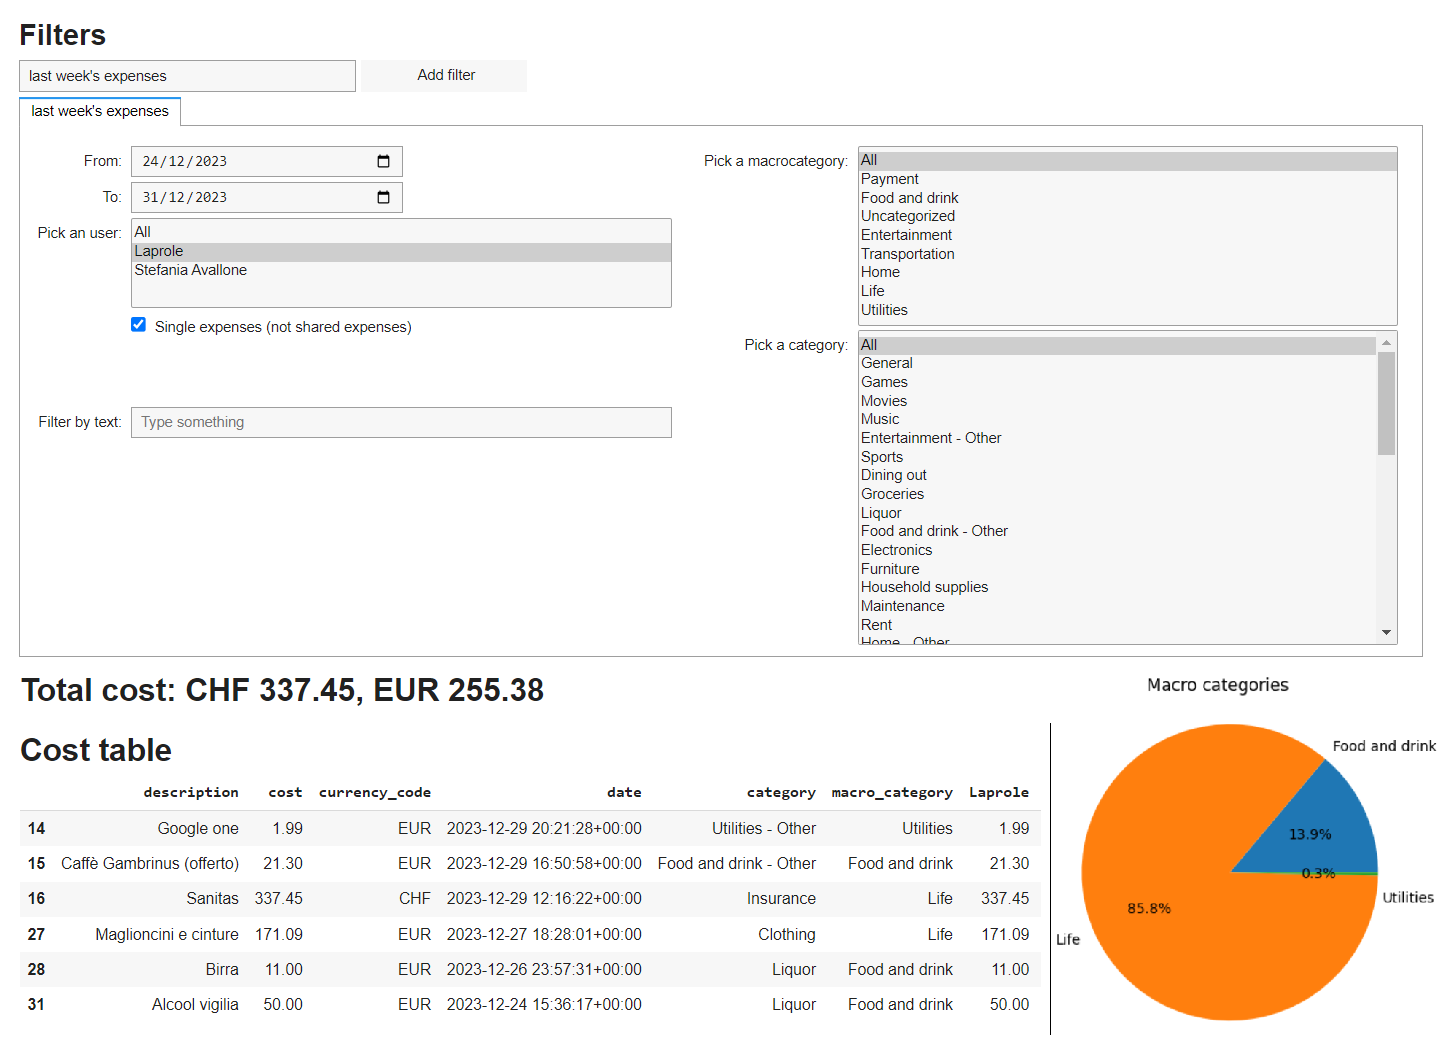 Filters
last week's expenses Add filter
last week's expenses
From: 24/12/2023
To: 31/12/2023
Pick an user: All
Laprole
Stefania Avallone
Single expenses (not shared expenses)
Filter by text: Type something
Pick a macrocategory: All
Payment
Food and drink
Uncategorized
Entertainment
Transportation
Home
Life
Utilities
Pick a category: All
General
Games
Movies
Music
Entertainment - Other
Sports
Dining out
Groceries
Liquor
Food and drink - Other
Electronics
Furniture
Household supplies
Maintenance
Rent
Home - Other
Total cost: CHF 337.45, EUR 255.38
Cost table
description cost currency_code date category macro_category Laprole
14 Google one 1.99 EUR 2023-12-29 20:21:28+00:00 Utilities - Other Utilities 1.99
15 Caffè Gambrinus (offerto) 21.30 EUR 2023-12-29 16:50:58+00:00 Food and drink - Other Food and drink 21.30
16 Sanitas 337.45 CHF 2023-12-29 12:16:22+00:00 Insurance Life 337.45
27 Maglioncini e cinture 171.09 EUR 2023-12-27 18:28:01+00:00 Clothing Life 171.09
28 Birra 11.00 EUR 2023-12-26 23:57:31+00:00 Liquor Food and drink 11.00
31 Alcool vigilia 50.00 EUR 2023-12-24 15:36:17+00:00 Liquor Food and drink 50.00
Macro categories
Food and drink
13.9%
0.3%
Utilities
85.8%
Life